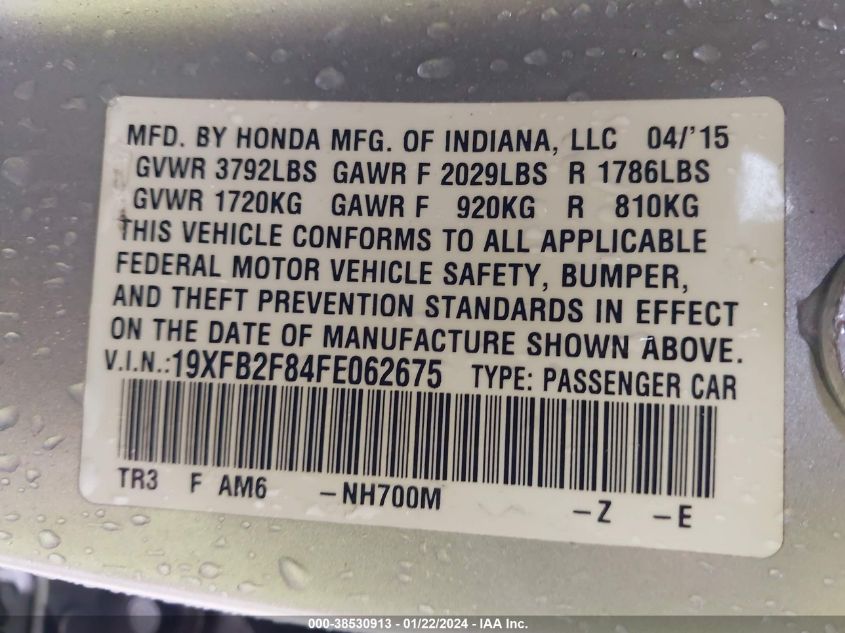 MFD. BY HONDA MFG. OF INDIANA, LLC 04/'15
GVWR 3792LBS GAWR F 2029LBS R 1786LBS
GVWR 1720KG GAWR F 920KG R 810KG
THIS VEHICLE CONFORMS TO ALL APPLICABLE
FEDERAL MOTOR VEHICLE SAFETY, BUMPER,
AND THEFT PREVENTION STANDARDS IN EFFECT
ON THE DATE OF MANUFACTURE SHOWN ABOVE.
V.I.N.:19XFB2F84FE062675 TYPE: PASSENGER CAR
TR3 F AM6 -NH700M -Z -E
000-38530913 - 01/22/2024 - IAA Inc.